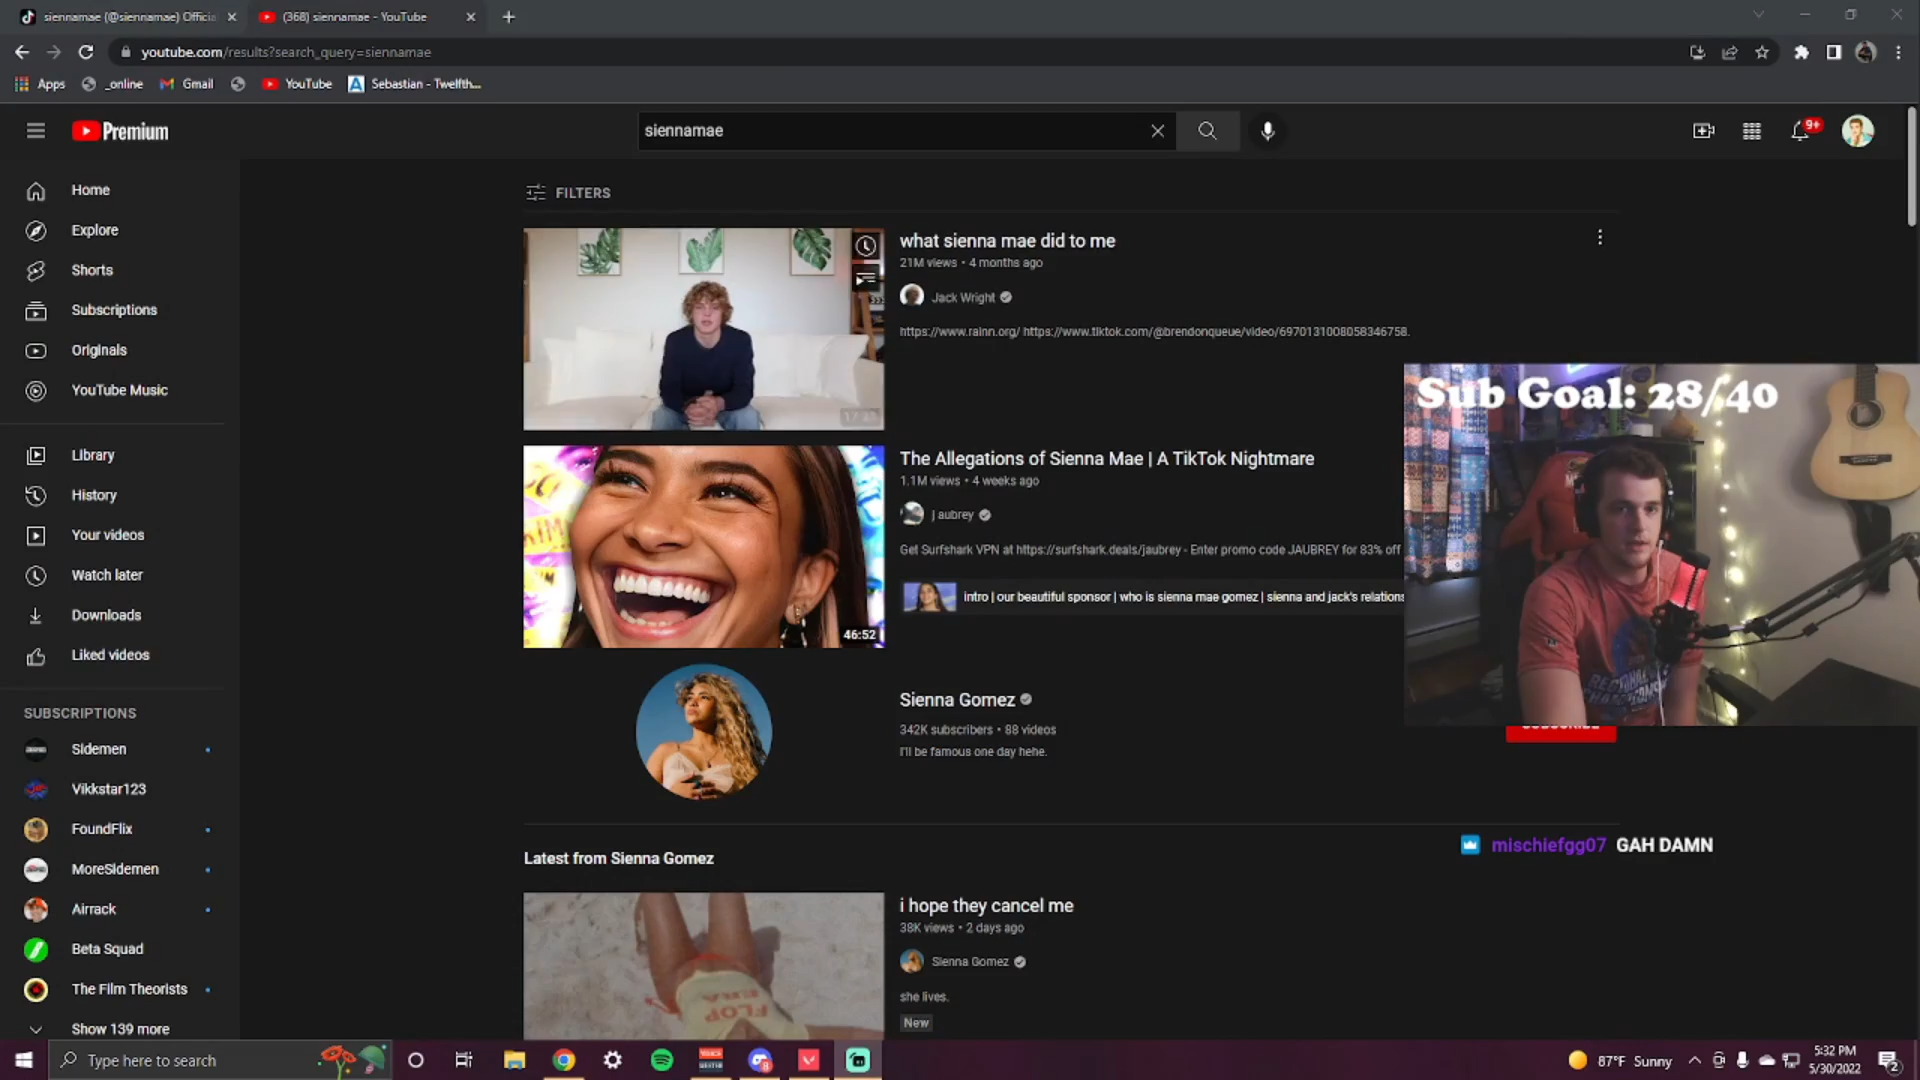 siennamae (@siennamae) Officia
(368) siennamae - YouTube
youtube.com/results?search_query=siennamae
Apps
_online
Gmail
YouTube
Sebastian - Twelfth...
Premium
siennamae
9+
Home
Explore
Shorts
Subscriptions
Originals
YouTube Music
Library
History
Your videos
Watch later
Downloads
Liked videos
SUBSCRIPTIONS
Sidemen
Vikkstar123
FoundFlix
MoreSidemen
Airrack
Beta Squad
The Film Theorists
Show 139 more
FILTERS
what sienna mae did to me
21M views • 4 months ago
Jack Wright
https://www.rainn.org/ https://www.tiktok.com/@brendonqueue/video/6970131008058346758.
The Allegations of Sienna Mae | A TikTok Nightmare
1.1M views • 4 weeks ago
j aubrey
Get Surfshark VPN at https://surfshark.deals/jaubrey - Enter promo code JAUBREY for 83% off
intro | our beautiful sponsor | who is sienna mae gomez | sienna and jack's relations
46:52
Sienna Gomez
342K subscribers • 88 videos
I'll be famous one day hehe.
SUBSCRIBE
Latest from Sienna Gomez
i hope they cancel me
38K views • 2 days ago
Sienna Gomez
she lives.
New
FLOP
ERA
Sub Goal: 28/40
mischiefgg07 GAH DAMN
Type here to search
87°F Sunny
5:32 PM
5/30/2022
2